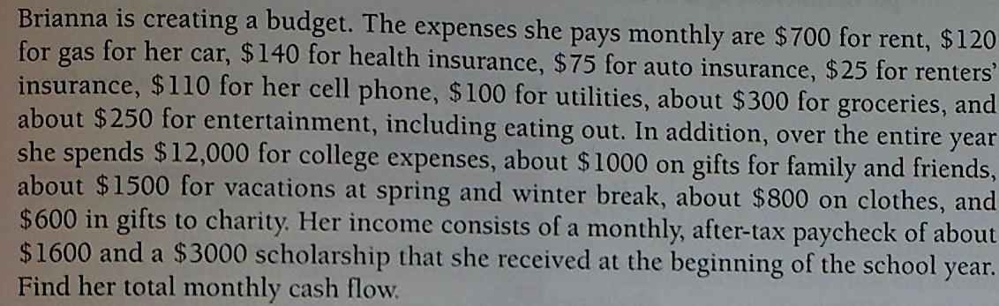 Brianna is creating a budget. The expenses she pays monthly are $700 for rent, $120
for gas for her car, $140 for health insurance, $75 for auto insurance, $25 for renters'
insurance, $110 for her cell phone, $100 for utilities, about $300 for groceries, and
about $250 for entertainment, including eating out. In addition, over the entire year
she spends $12,000 for college expenses, about $1000 on gifts for family and friends,
about $1500 for vacations at spring and winter break, about $800 on clothes, and
$600 in gifts to charity. Her income consists of a monthly, after-tax paycheck of about
$1600 and a $3000 scholarship that she received at the beginning of the school year.
Find her total monthly cash flow.